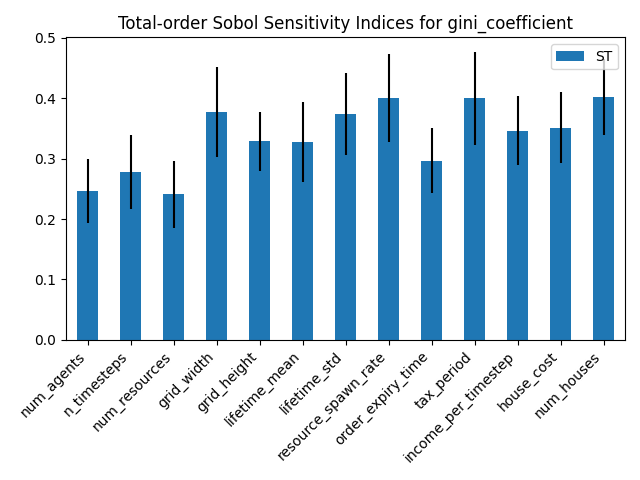 Total-order Sobol Sensitivity Indices for gini_coefficient
ST
0.5
0.4
0.3
0.2
0.1
0.0
num_agents
n_timesteps
num_resources
grid_width
grid_height
lifetime_mean
lifetime_std
resource_spawn_rate
order_expiry_time
tax_period
income_per_timestep
house_cost
num_houses